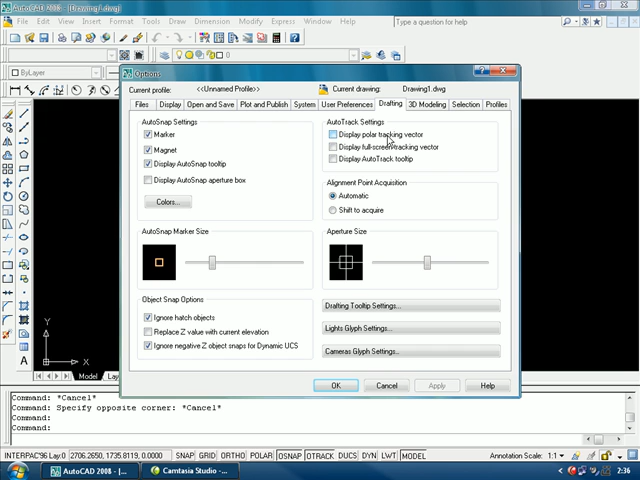 AutoCAD 2008 - [Drawing1.dwg]
File Edit View Insert Format Tools Draw Dimension Modify Express Window Help
Type a question for help
ByLayer
Options
Current profile: <<Unnamed Profile>> Current drawing: Drawing1.dwg
Files Display Open and Save Plot and Publish System User Preferences Drafting 3D Modeling Selection Profiles
AutoSnap Settings
Marker
Magnet
Display AutoSnap tooltip
Display AutoSnap aperture box
Colors...
AutoTrack Settings
Display polar tracking vector
Display full-screen tracking vector
Display AutoTrack tooltip
Alignment Point Acquisition
Automatic
Shift to acquire
AutoSnap Marker Size
Aperture Size
Object Snap Options
Ignore hatch objects
Replace Z value with current elevation
Ignore negative Z object snaps for Dynamic UCS
Drafting Tooltip Settings...
Lights Glyph Settings...
Cameras Glyph Settings...
OK Cancel Apply Help
Y
X
A
Model Lay
Command: *Cancel*
Command: Specify opposite corner: *Cancel*
Command:
Command:
INTERPAC'96 Lay:0 2706.2650, 1735.8119, 0.0000 SNAP GRID ORTHO POLAR OSNAP OTRACK DUCS DYN LWT MODEL Annotation Scale: 1:1
AutoCAD 2008 - [... Camtasia Studio - ... 2:36